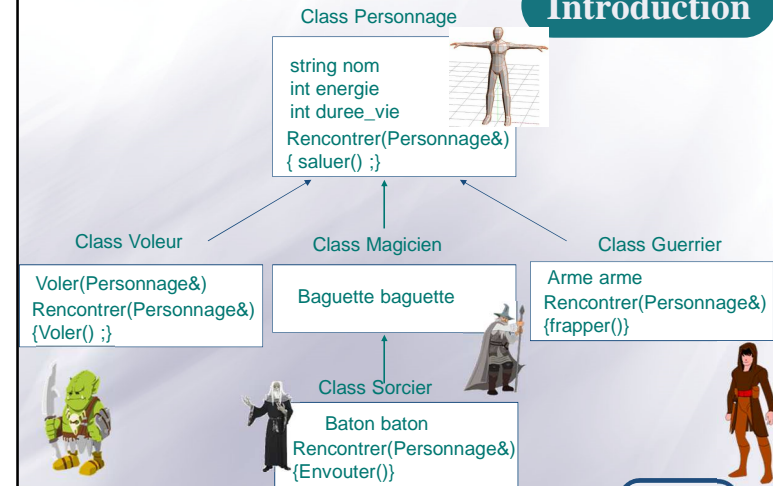 Introduction
Class Personnage
string nom
int energie
int duree_vie
Rencontrer(Personnage&)
{ saluer() ;}
Class Voleur
Voler(Personnage&)
Rencontrer(Personnage&)
{Voler() ;}
Class Magicien
Baguette baguette
Class Guerrier
Arme arme
Rencontrer(Personnage&)
{frapper()}
Class Sorcier
Baton baton
Rencontrer(Personnage&)
{Envouter()}